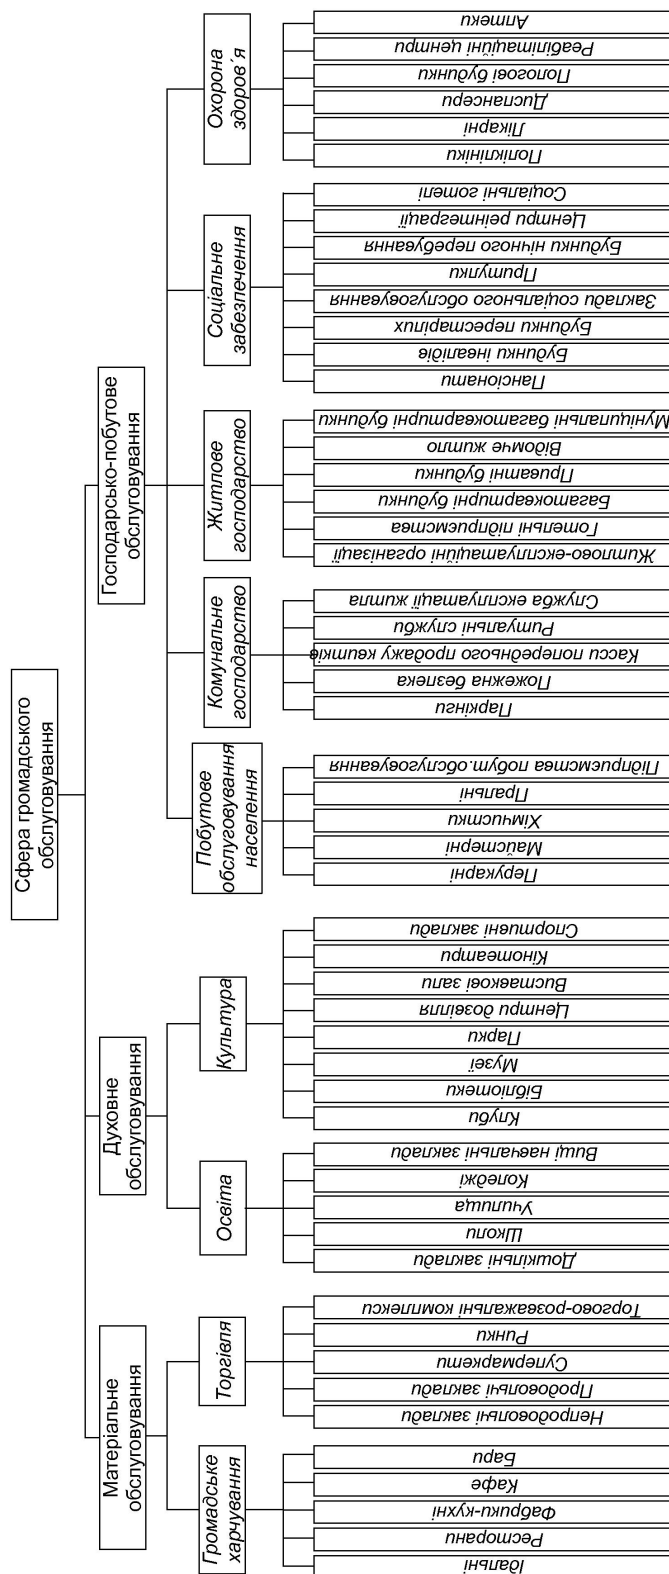 Сфера громадського
обслуговування
Матеріальне
обслуговування
Духовне
обслуговування
Господарсько-побутове
обслуговування
Громадське
харчування
Торгівля
Освіта
Культура
Побутове
обслуговування
населення
Комунальне
господарство
Житлове
господарство
Соціальне
забезпечення
Охорона
здоров´я
Їдальні
Ресторани
Фабрики-кухні
Кафе
Бари
Непродовольчі заклади
Продовольчі заклади
Супермаркети
Ринки
Торгово-розважальні комплекси
Дошкільні заклади
Школи
Училища
Коледжі
Вищі навчальні заклади
Клуби
Бібліотеки
Музеї
Парки
Центри дозвілля
Виставкові зали
Кінотеатри
Спортивні заклади
Перукарні
Майстерні
Хімчистки
Пральні
Підприємства побут.обслуговування
Паркінги
Пожежна безпека
Касси попереднього продажу квитків
Ритуальні служби
Служба експлуатації житла
Житлово-експлуатаційні організації
Готельні підприємства
Багатоквартирні будинки
Приватні будинки
Відомче житло
Муніципальні багатоквартирні будинки
Пансіонати
Будинки інвалідів
Будинки перестарілих
Заклади соціального обслуговування
Притулки
Будинки нічного перебування
Центри реінтеграції
Соціальні готелі
Поліклініки
Лікарні
Диспансери
Пологові будинки
Реабілітаційні центри
Аптеки